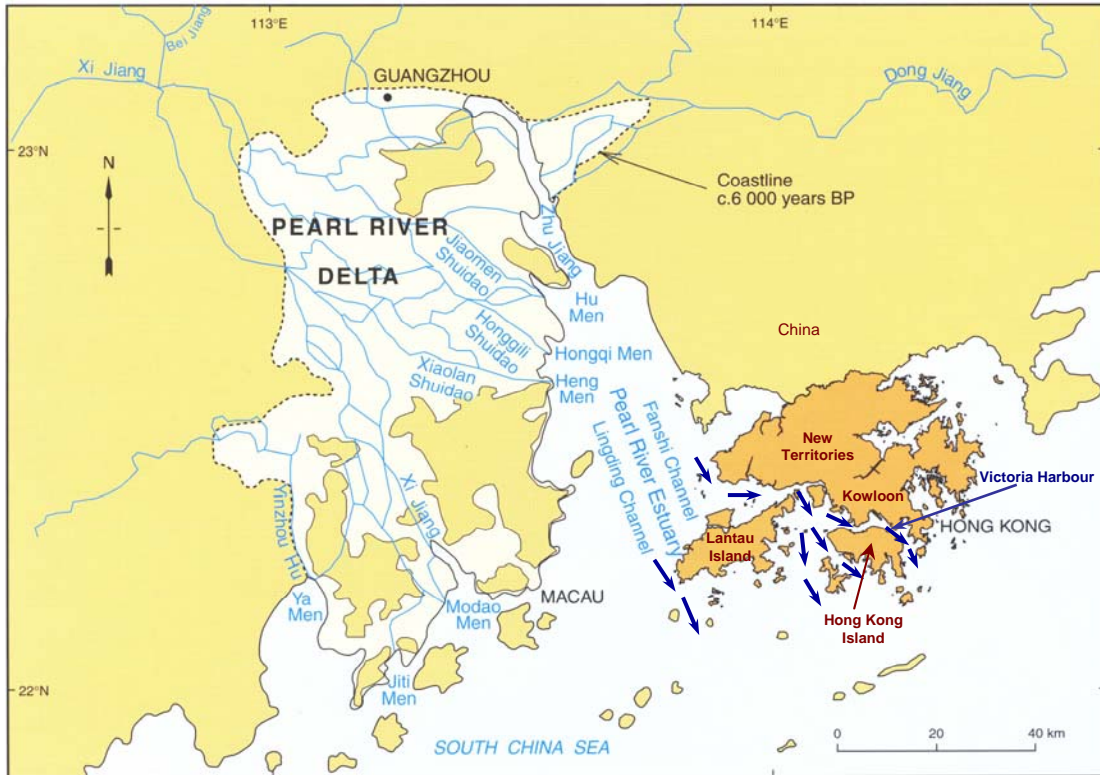 113°E
114°E
Bei Jiang
Xi Jiang
GUANGZHOU
Dong Jiang
23°N
N
Coastline
c.6 000 years BP
PEARL RIVER
DELTA
Zhu Jiang
Jiaomen
Shuidao
Hu
Men
Honggili
Shuidao
Hongqi Men
Xiaolan
Shuidao
Heng
Men
China
Fanshi Channel
Pearl River Estuary
Lingding Channel
New
Territories
Kowloon
Victoria Harbour
HONG KONG
Lantau
Island
Xi Jiang
Yinzhou Hu
Ya
Men
Modao
Men
MACAU
Hong Kong
Island
Jiti
Men
22°N
SOUTH CHINA SEA
0 20 40 km